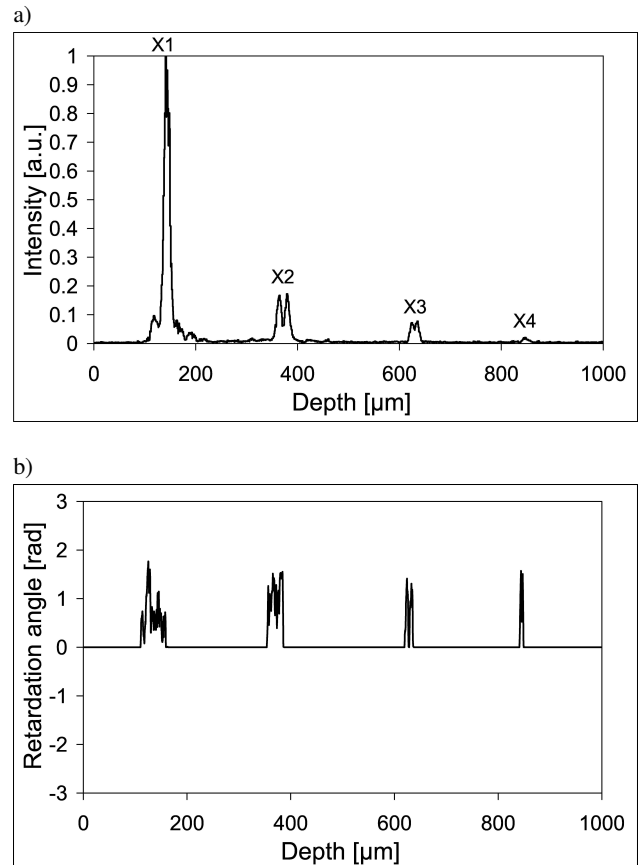 a)
X1
1
0.9
0.8
0.7
0.6
0.5
0.4
0.3
0.2
0.1
0
Intensity [a.u.]
X2
X3
X4
0 200 400 600 800 1000
Depth [µm]
b)
3
2
1
0
-1
-2
-3
Retardation angle [rad]
0 200 400 600 800 1000
Depth [µm]